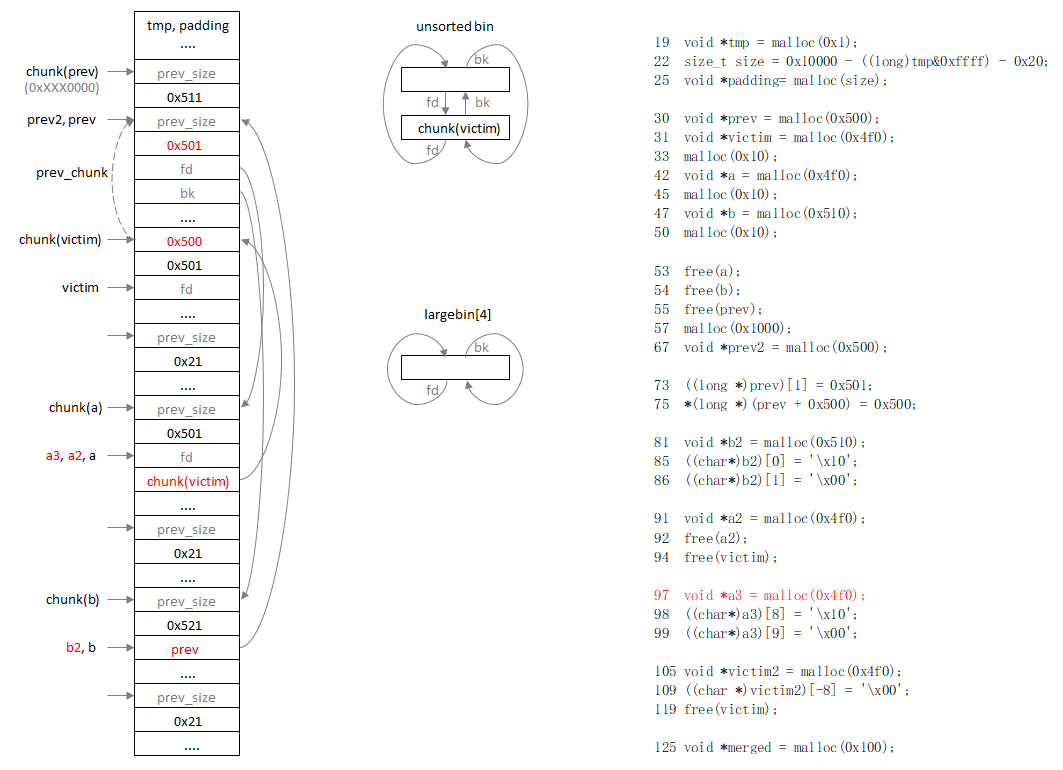 tmp, padding
....
chunk(prev)
(0xXXX0000)
prev_size
0x511
prev2, prev
prev_size
0x501
prev_chunk
fd
bk
....
chunk(victim)
0x500
0x501
victim
fd
....
prev_size
0x21
....
chunk(a)
prev_size
0x501
a3, a2, a
fd
chunk(victim)
....
prev_size
0x21
....
chunk(b)
prev_size
0x521
b2, b
prev
....
prev_size
0x21
....
unsorted bin
bk
fd
bk
chunk(victim)
fd
largebin[4]
bk
fd
19 void *tmp = malloc(0x1);
22 size_t size = 0x10000 - ((long)tmp&0xffff) - 0x20;
25 void *padding= malloc(size);
30 void *prev = malloc(0x500);
31 void *victim = malloc(0x4f0);
33 malloc(0x10);
42 void *a = malloc(0x4f0);
45 malloc(0x10);
47 void *b = malloc(0x510);
50 malloc(0x10);
53 free(a);
54 free(b);
55 free(prev);
57 malloc(0x1000);
67 void *prev2 = malloc(0x500);
73 ((long *)prev)[1] = 0x501;
75 *(long *)(prev + 0x500) = 0x500;
81 void *b2 = malloc(0x510);
85 ((char*)b2)[0] = '\x10';
86 ((char*)b2)[1] = '\x00';
91 void *a2 = malloc(0x4f0);
92 free(a2);
94 free(victim);
97 void *a3 = malloc(0x4f0);
98 ((char*)a3)[8] = '\x10';
99 ((char*)a3)[9] = '\x00';
105 void *victim2 = malloc(0x4f0);
109 ((char *)victim2)[-8] = '\x00';
119 free(victim);
125 void *merged = malloc(0x100);